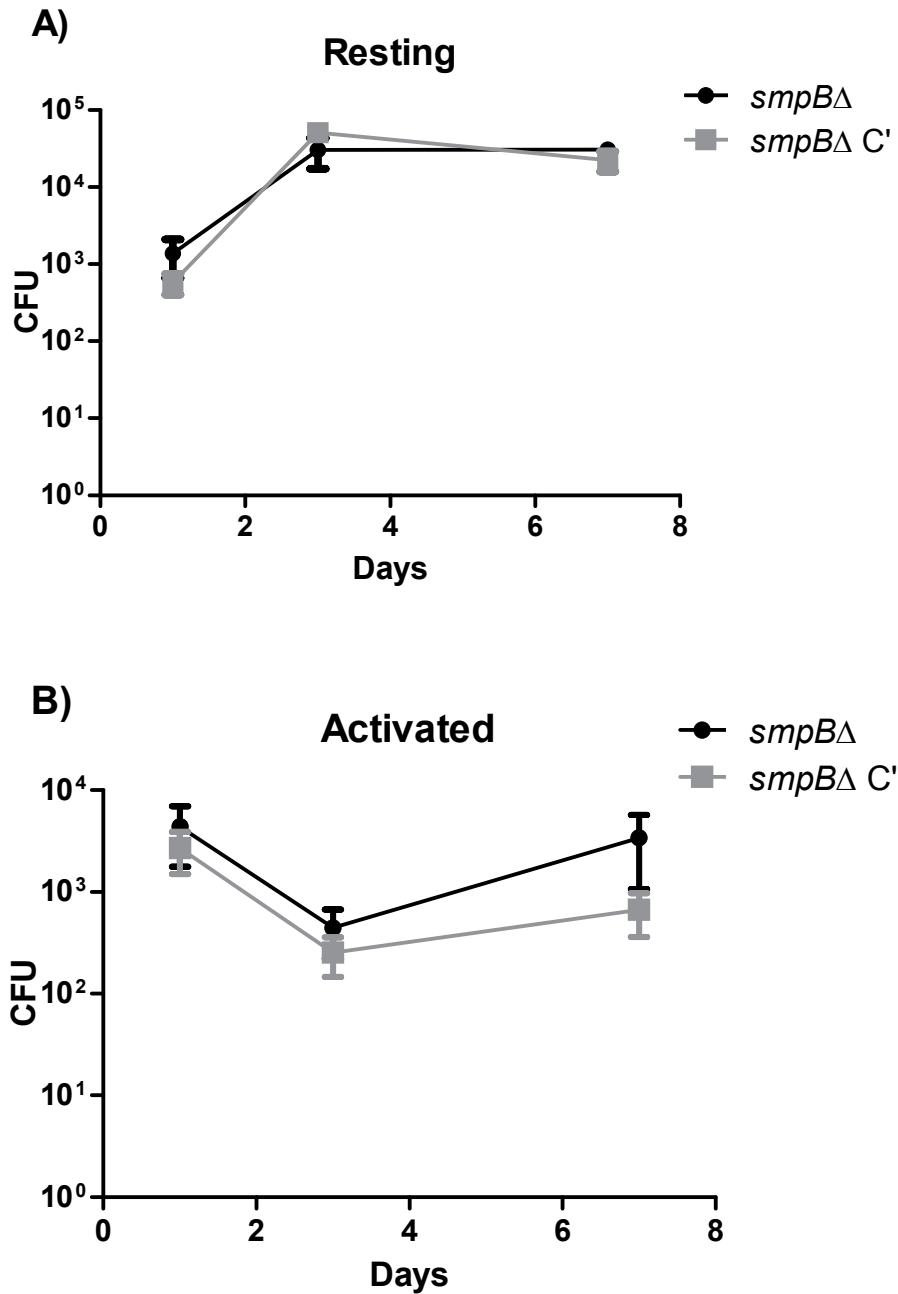 A)
Resting
smpBΔ
smpBΔ C'
10⁵
10⁴
10³
10²
10¹
10⁰
CFU
0 2 4 6 8
Days
B)
Activated
smpBΔ
smpBΔ C'
10⁴
10³
10²
10¹
10⁰
CFU
0 2 4 6 8
Days